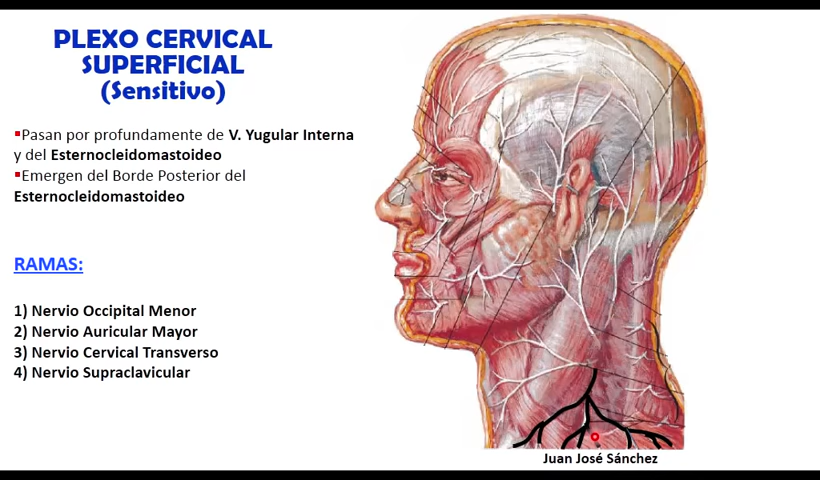 PLEXO CERVICAL
SUPERFICIAL
(Sensitivo)
▪Pasan por profundamente de V. Yugular Interna
y del Esternocleidomastoideo
▪Emergen del Borde Posterior del
Esternocleidomastoideo
RAMAS:
1) Nervio Occipital Menor
2) Nervio Auricular Mayor
3) Nervio Cervical Transverso
4) Nervio Supraclavicular
Juan José Sánchez